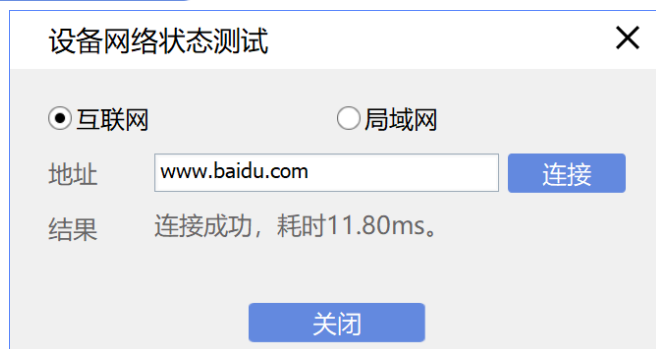 设备网络状态测试
互联网 局域网
地址 www.baidu.com 连接
结果 连接成功，耗时11.80ms。
关闭